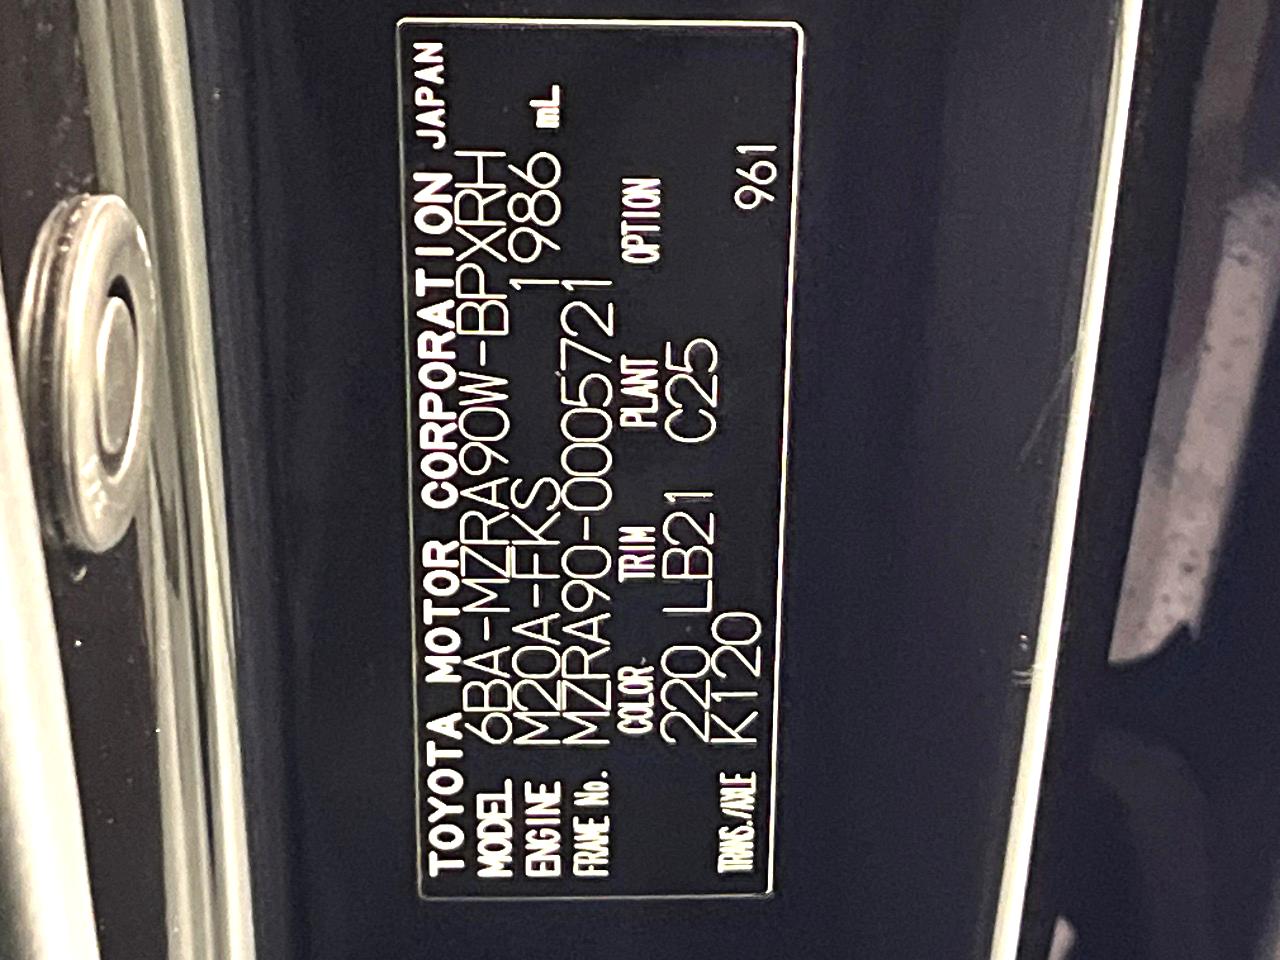 TOYOTA MOTOR CORPORATION JAPAN
MODEL 6BA-MZRA90W-BPXRH
ENGINE M20A-FKS 1986 mL
FRAME No. MZRA90-0005721
COLOR TRIM PLANT OPTION
220 LB21 C25
TRANS./AXLE K120 961